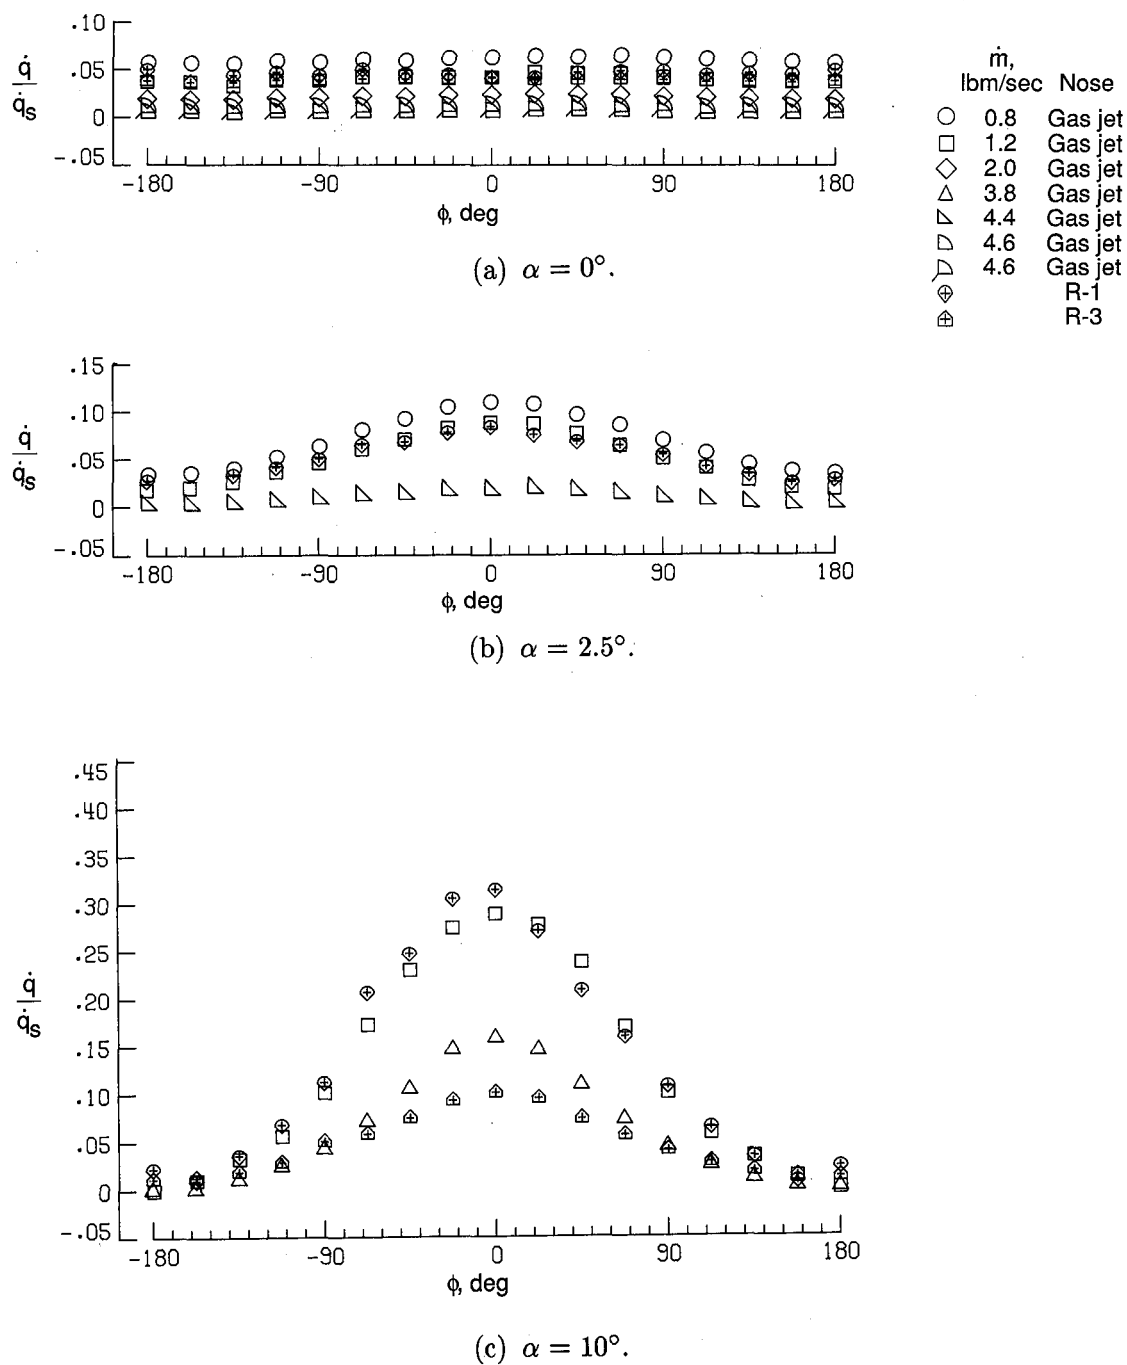 .10
.05
0
-.05
q̇
q̇s
-180
-90
0
90
180
ϕ, deg
(a) α = 0°.
ṁ,
lbm/sec Nose
0.8 Gas jet
1.2 Gas jet
2.0 Gas jet
3.8 Gas jet
4.4 Gas jet
4.6 Gas jet
4.6 Gas jet
R-1
R-3
.15
.10
.05
0
-.05
q̇
q̇s
-180
-90
0
90
180
ϕ, deg
(b) α = 2.5°.
.45
.40
.35
.30
.25
.20
.15
.10
.05
0
-.05
q̇
q̇s
-180
-90
0
90
180
ϕ, deg
(c) α = 10°.